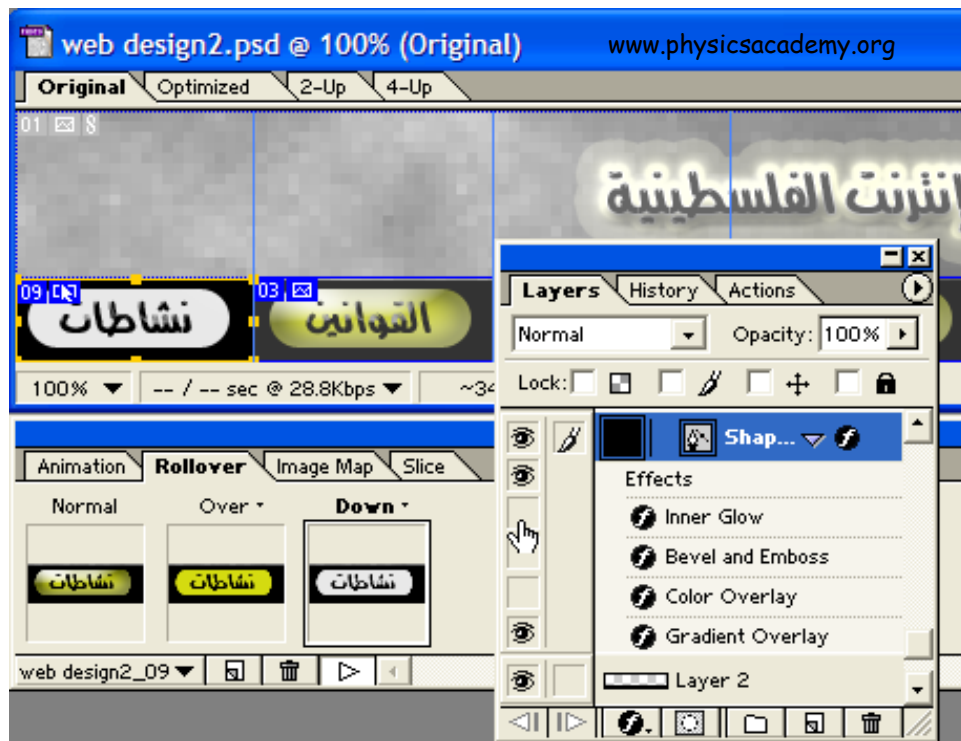 web design2.psd @ 100% (Original) www.physicsacademy.org
Original Optimized 2-Up 4-Up
01
إنترنت الفلسطينية
09 03
نشاطات القوانين
100% -- / -- sec @ 28.8Kbps ~34
Animation Rollover Image Map Slice
Normal Over Down
نشاطات نشاطات نشاطات
web design2_09
Layers History Actions
Normal Opacity: 100%
Lock:
Shap...
Effects
Inner Glow
Bevel and Emboss
Color Overlay
Gradient Overlay
Layer 2